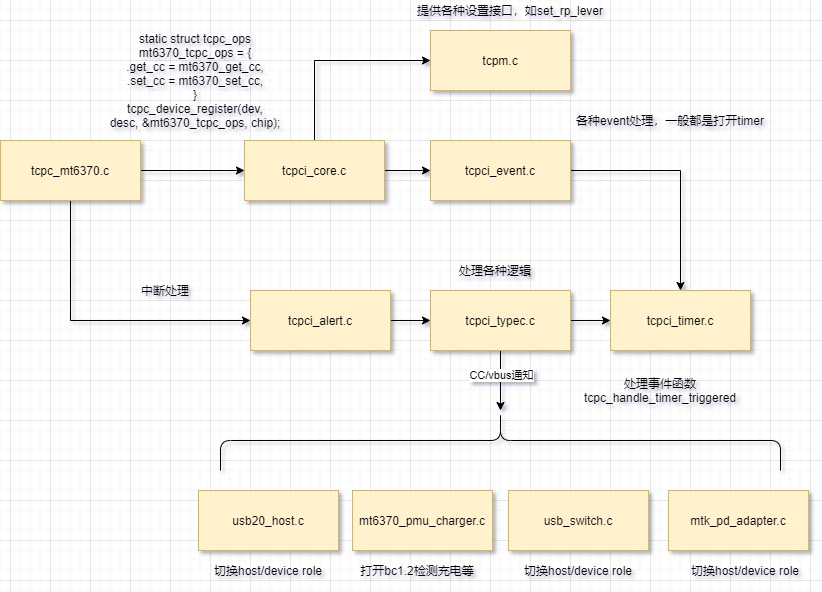 提供各种设置接口，如set_rp_lever
static struct tcpc_ops
mt6370_tcpc_ops = {
.get_cc = mt6370_get_cc,
.set_cc = mt6370_set_cc,
}
tcpc_device_register(dev,
desc, &mt6370_tcpc_ops, chip);
tcpm.c
各种event处理，一般都是打开timer
tcpc_mt6370.c
tcpci_core.c
tcpci_event.c
处理各种逻辑
中断处理
tcpci_alert.c
tcpci_typec.c
tcpci_timer.c
CC/vbus通知
处理事件函数
tcpc_handle_timer_triggered
usb20_host.c
mt6370_pmu_charger.c
usb_switch.c
mtk_pd_adapter.c
切换host/device role
打开bc1.2检测充电等
切换host/device role
切换host/device role